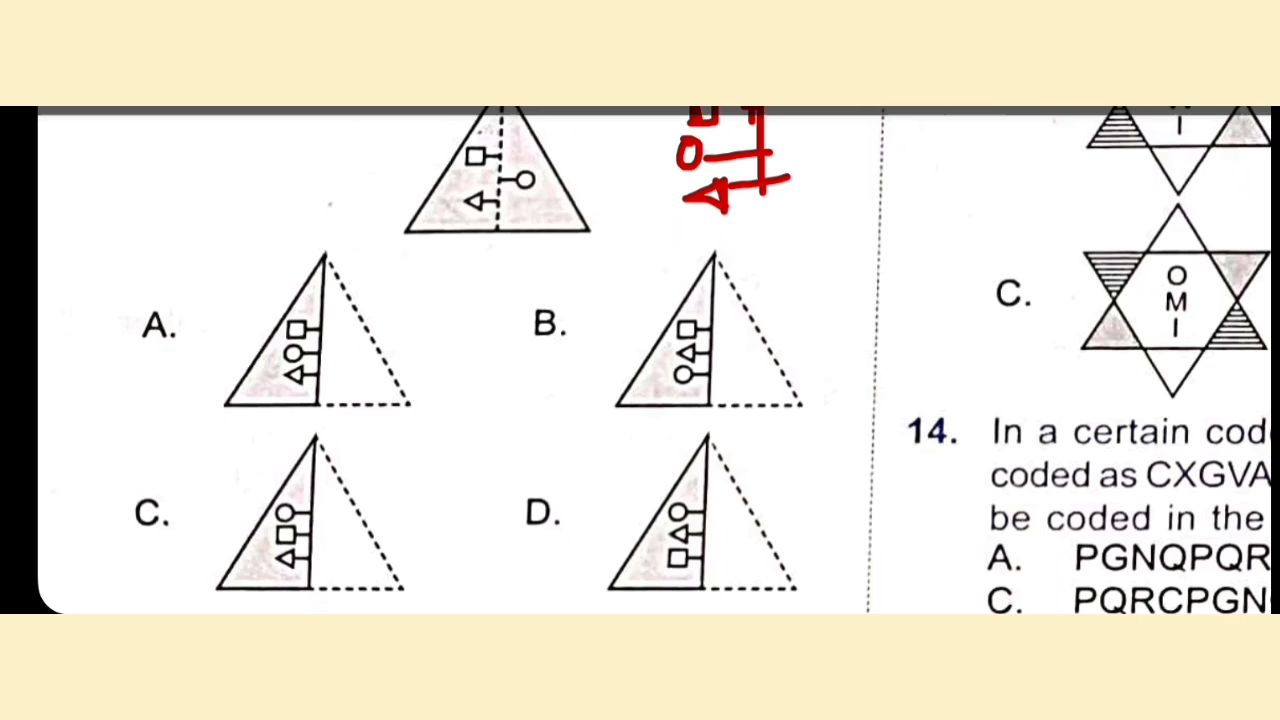 A.
B.
C.
D.
I
C.
O
M
I
14. In a certain cod
coded as CXGVA
be coded in the
A. PGNQPQR
C. PQRCPGN